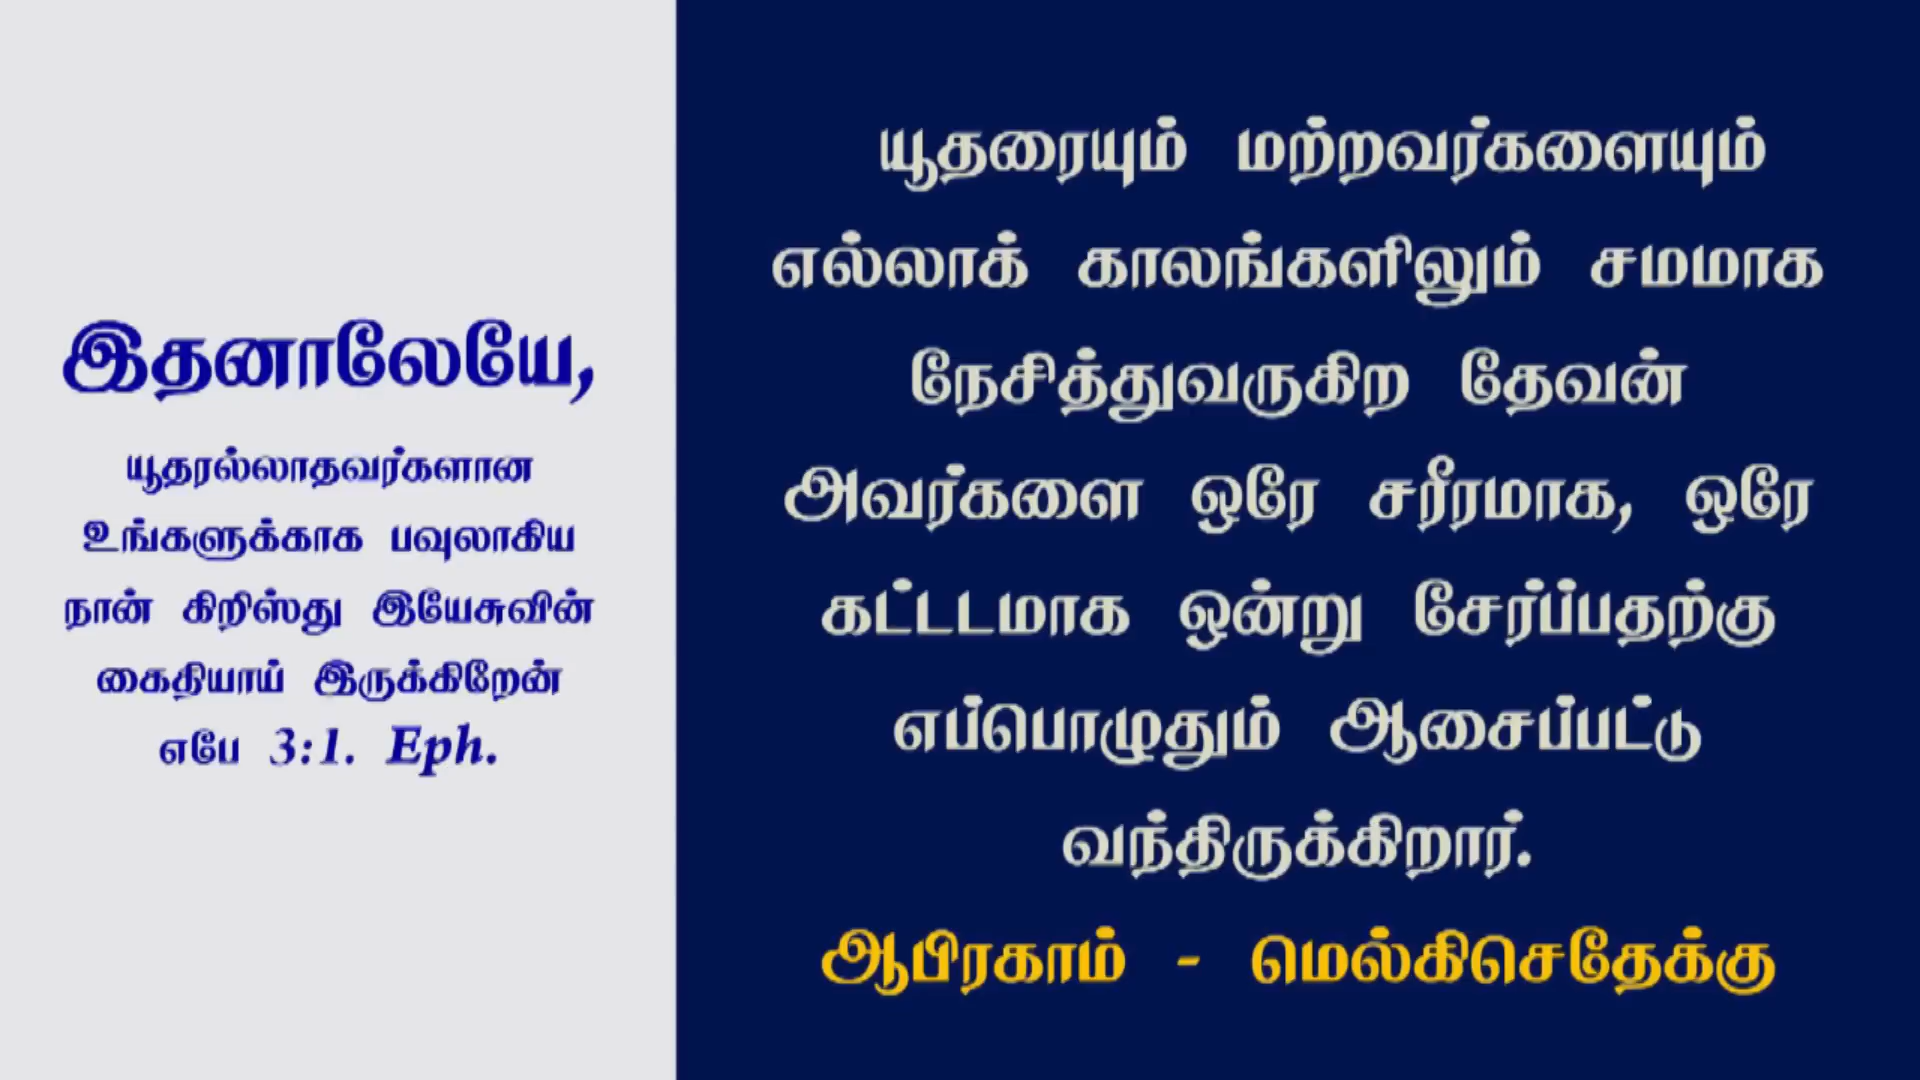 இதனாலேயே,
யூதரல்லாதவர்களான
உங்களுக்காக பவுலாகிய
நான் கிறிஸ்து இயேசுவின்
கைதியாய் இருக்கிறேன்
எபே 3:1. Eph.
யூதரையும் மற்றவர்களையும்
எல்லாக் காலங்களிலும் சமமாக
நேசித்துவருகிற தேவன்
அவர்களை ஒரே சரீரமாக, ஒரே
கட்டடமாக ஒன்று சேர்ப்பதற்கு
எப்பொழுதும் ஆசைப்பட்டு
வந்திருக்கிறார்.
ஆபிரகாம் - மெல்கிசெதேக்கு